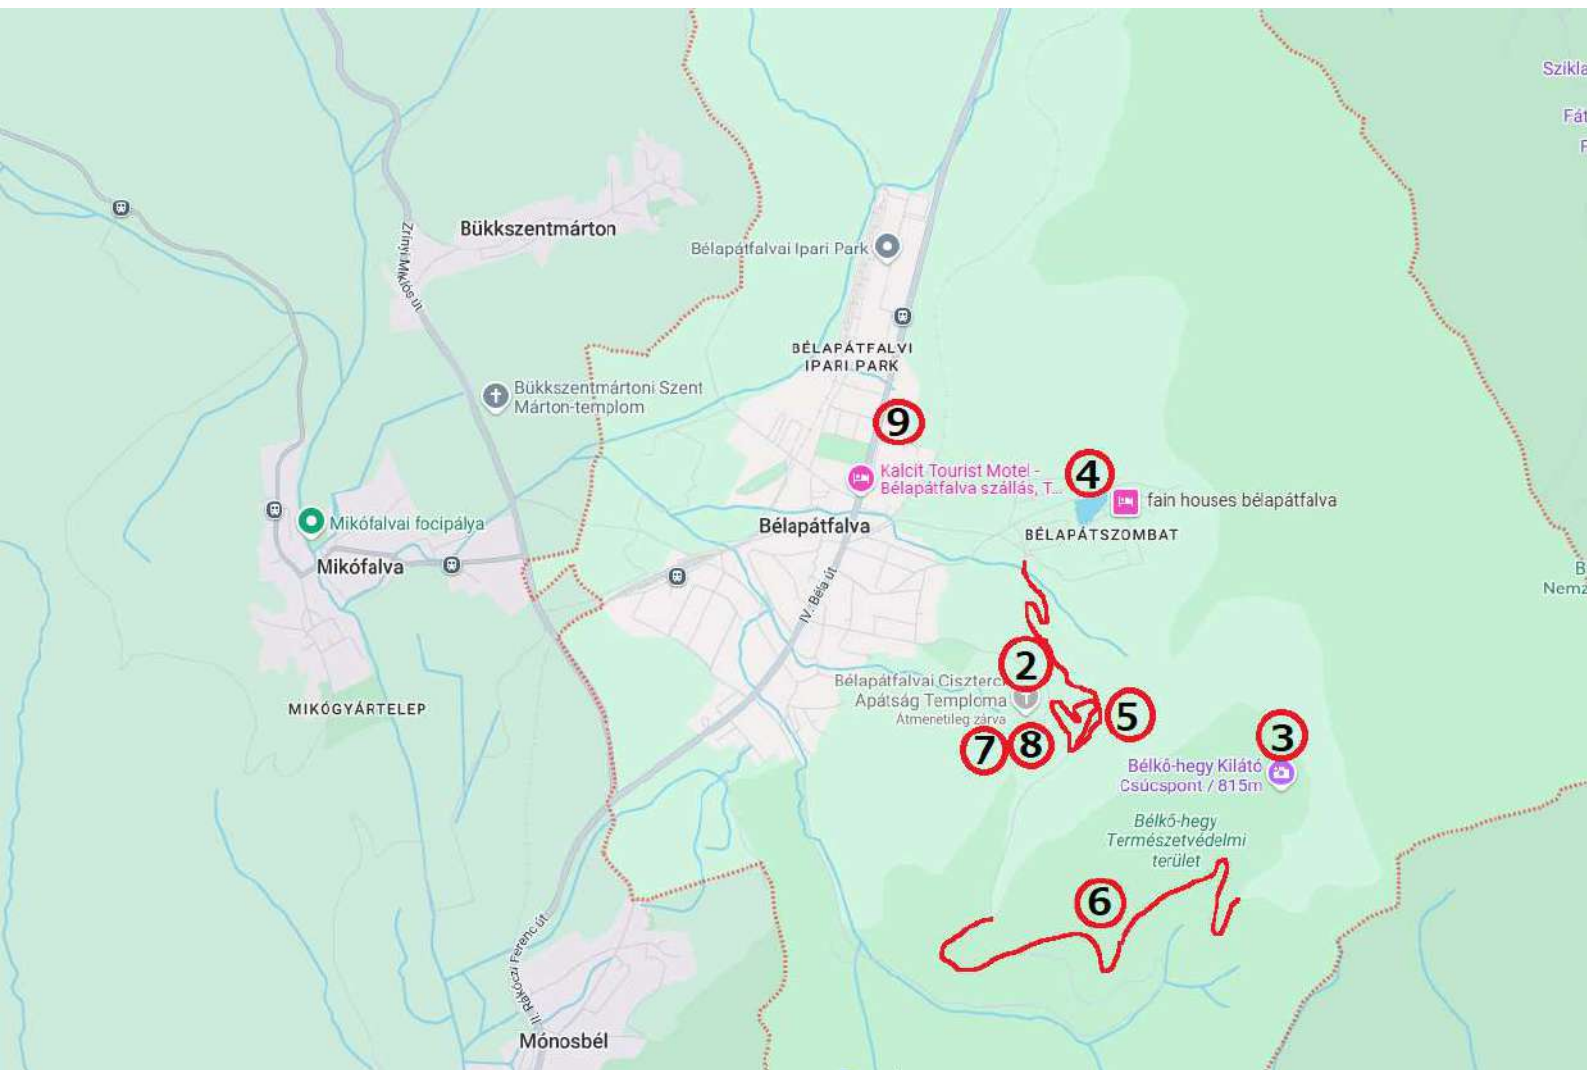 Szikla
Fát
F
Bükkszentmárton
Zrínyi Miklós út
Bélapátfalvai Ipari Park
BÉLAPÁTFALVI
IPARI PARK
Bükkszentmártoni Szent
Márton-templom
9
Kalcit Tourist Motel -
Bélapátfalva szállás, T...
4
fain houses bélapátfalva
Mikófalvai focipálya
Bélapátfalva
BÉLAPÁTSZOMBAT
Mikófalva
B
Nemz
IV. Béla út
2
Bélapátfalvai Ciszterc
Apátság Temploma
Átmenetileg zárva
MIKÓGYÁRTELEP
5
7
8
3
Bélkő-hegy Kilátó
Csúcspont / 815m
Bélkő-hegy
Természetvédelmi
terület
6
II. Rákóczi Ferenc út
Mónosbél